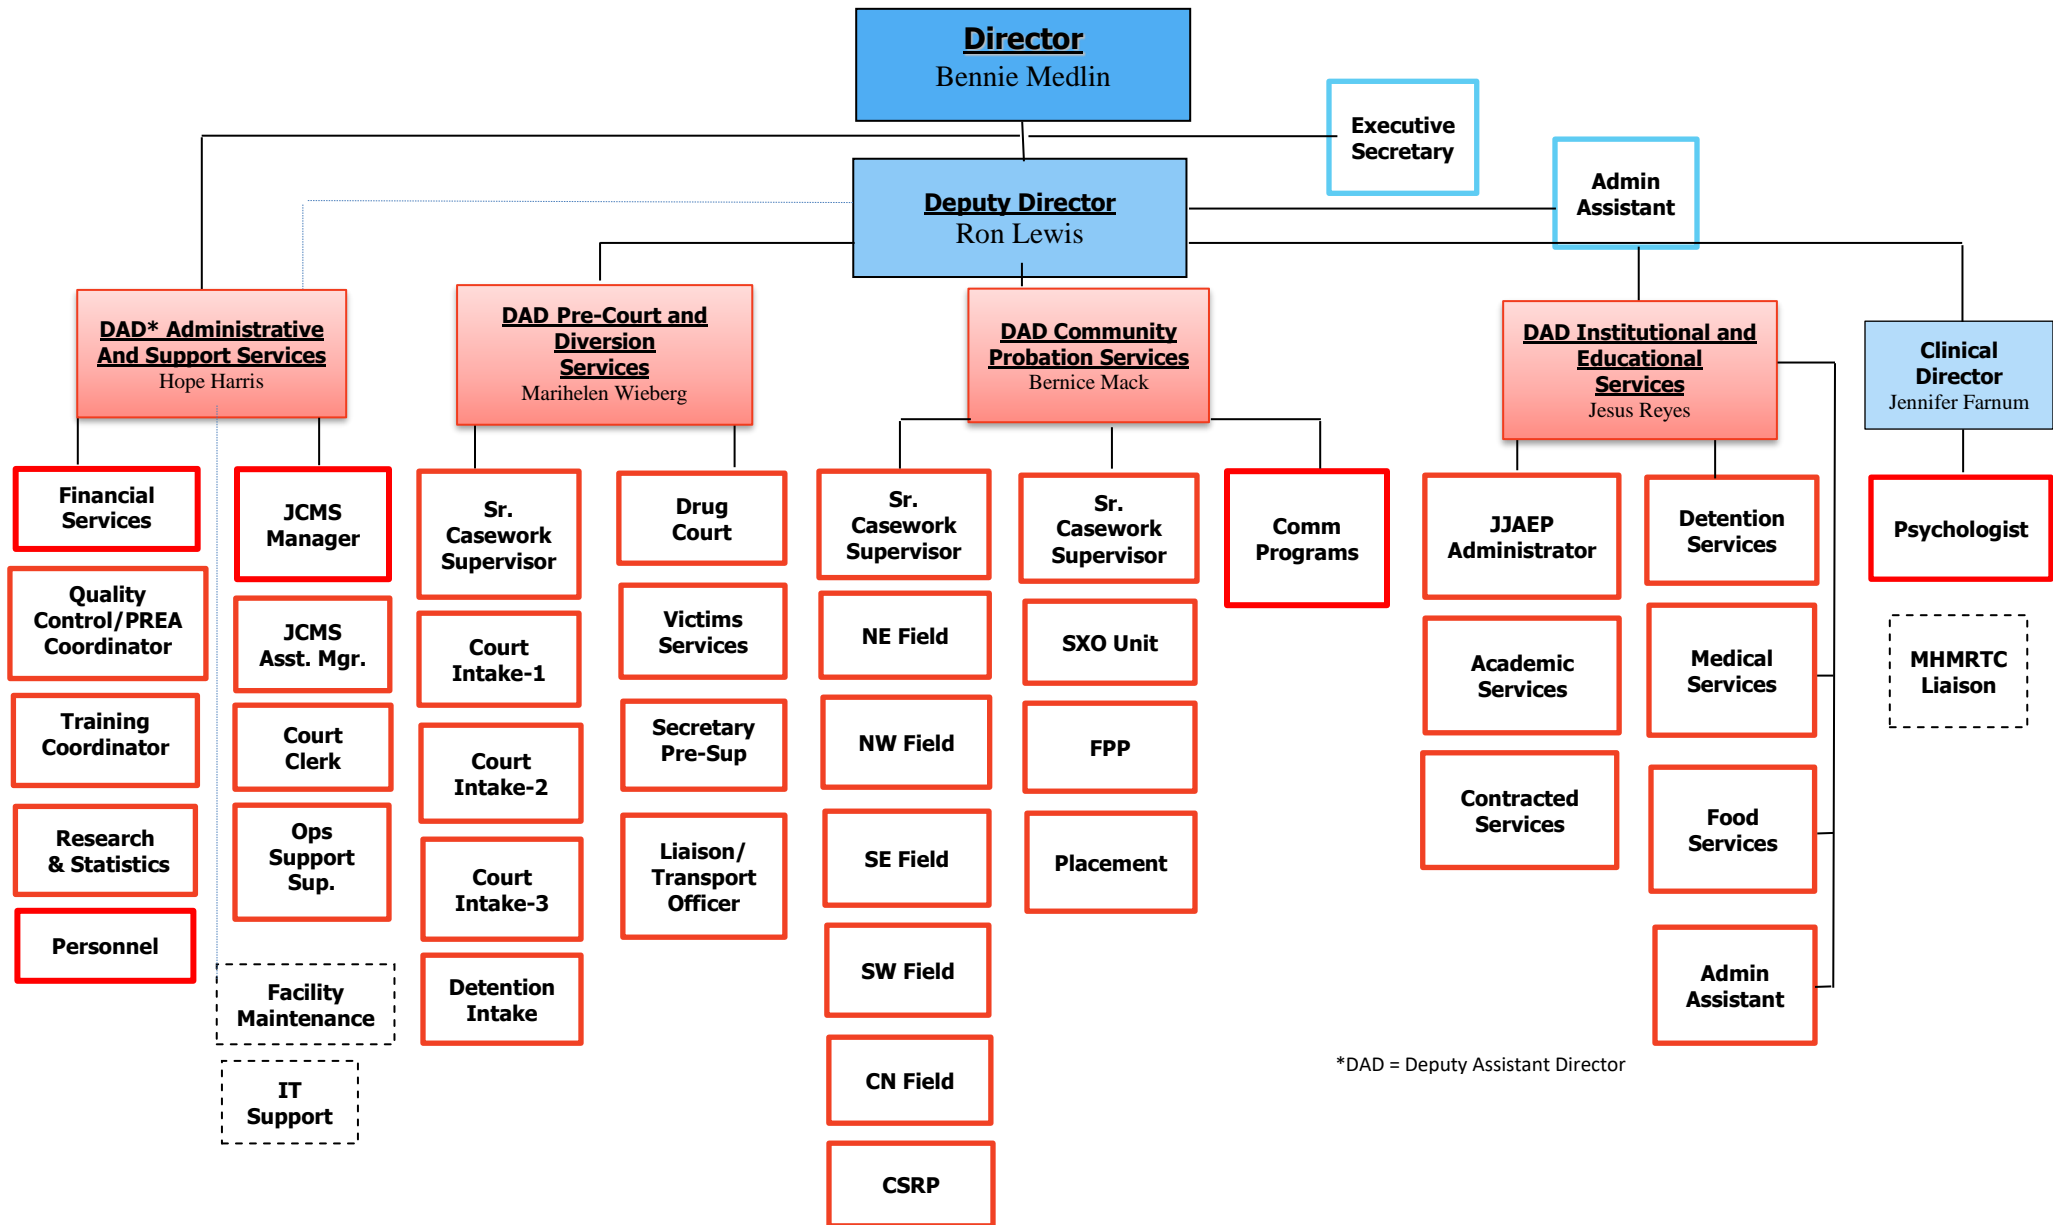 Director
Bennie Medlin
Executive
Secretary
Admin
Assistant
Deputy Director
Ron Lewis
DAD* Administrative
And Support Services
Hope Harris
DAD Pre-Court and
Diversion
Services
Marihelen Wieberg
DAD Community
Probation Services
Bernice Mack
DAD Institutional and
Educational
Services
Jesus Reyes
Clinical
Director
Jennifer Farnum
Financial
Services
Quality
Control/PREA
Coordinator
Training
Coordinator
Research
& Statistics
Personnel
JCMS
Manager
JCMS
Asst. Mgr.
Court
Clerk
Ops
Support
Sup.
Facility
Maintenance
IT
Support
Sr.
Casework
Supervisor
Court
Intake-1
Court
Intake-2
Court
Intake-3
Detention
Intake
Drug
Court
Victims
Services
Secretary
Pre-Sup
Liaison/
Transport
Officer
Sr.
Casework
Supervisor
NE Field
NW Field
SE Field
SW Field
CN Field
CSRP
Sr.
Casework
Supervisor
SXO Unit
FPP
Placement
Comm
Programs
JJAEP
Administrator
Academic
Services
Contracted
Services
Detention
Services
Medical
Services
Food
Services
Admin
Assistant
Psychologist
MHMRTC
Liaison
*DAD = Deputy Assistant Director